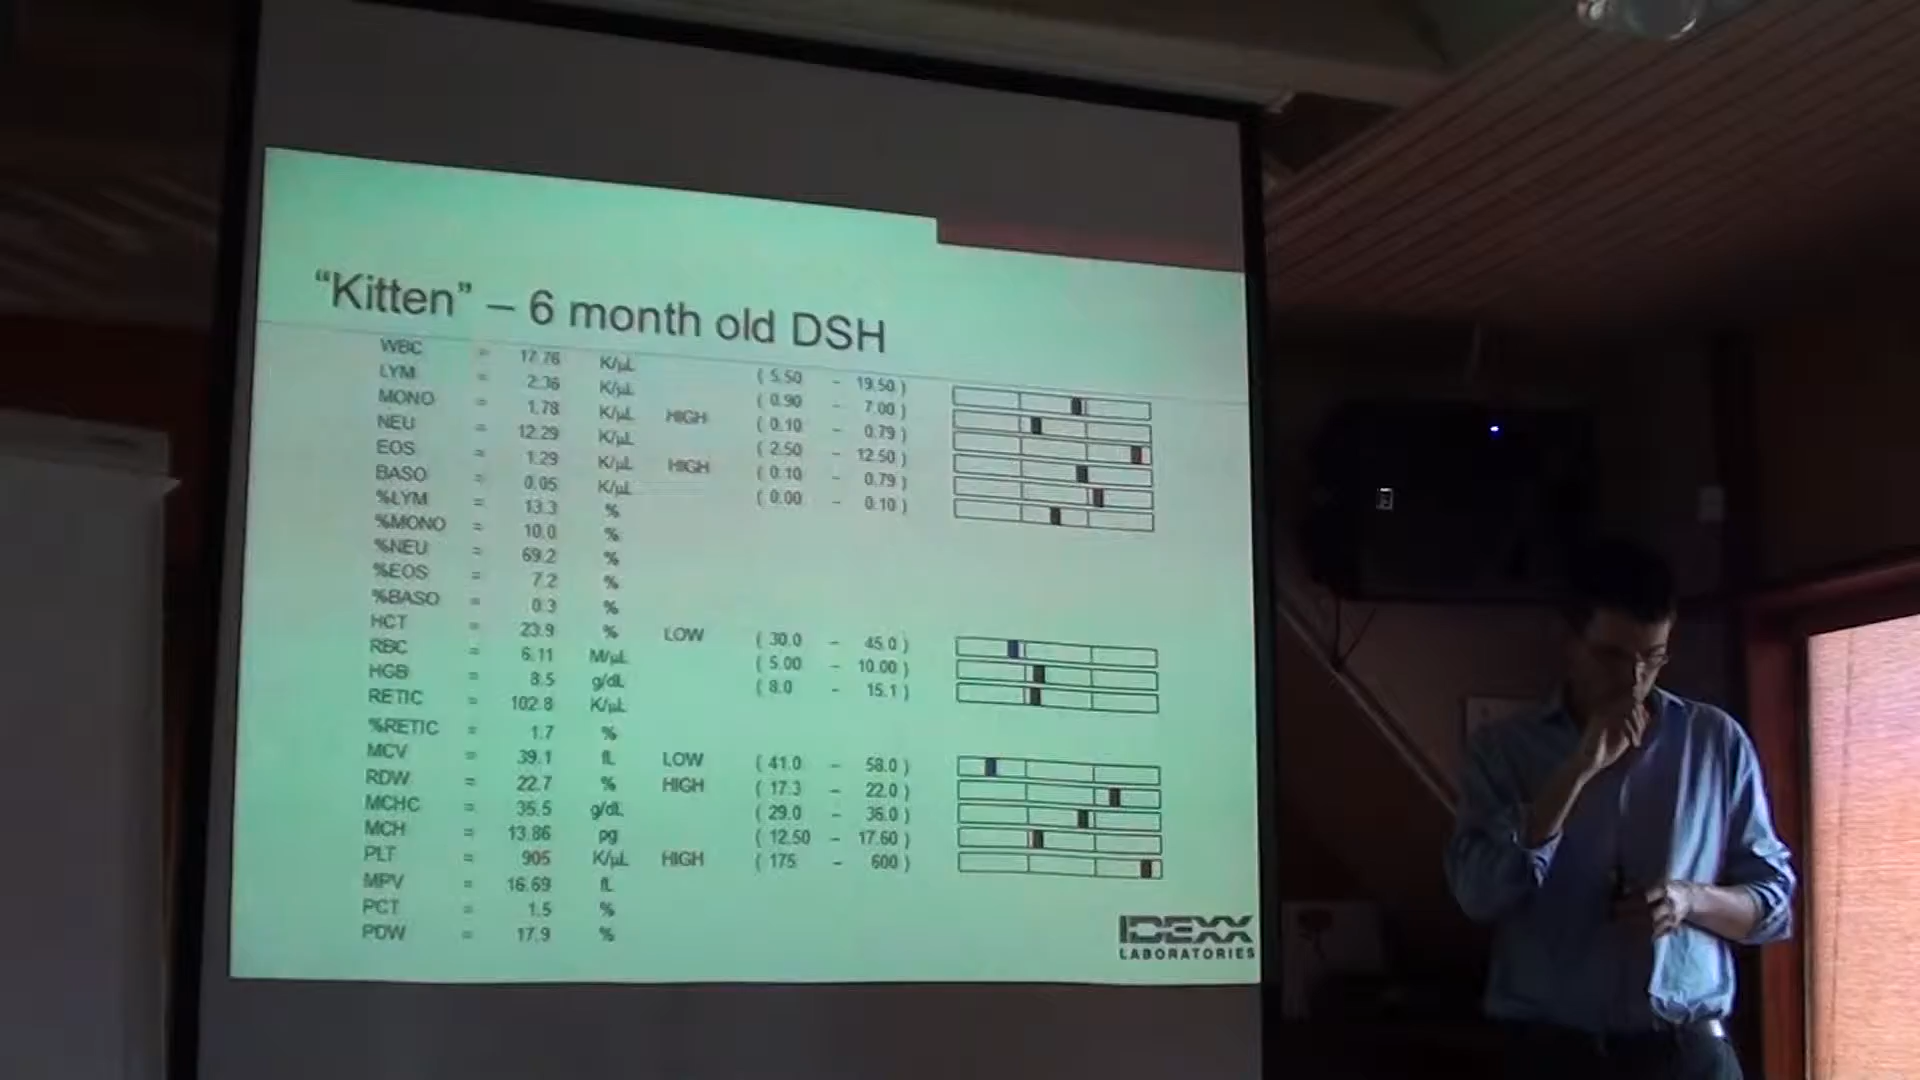 “Kitten” – 6 month old DSH
WBC = 17.76 K/µL ( 5.50 - 19.50 )
LYM = 2.36 K/µL ( 0.90 - 7.00 )
MONO = 1.78 K/µL HIGH ( 0.10 - 0.79 )
NEU = 12.29 K/µL ( 2.50 - 12.50 )
EOS = 1.29 K/µL HIGH ( 0.10 - 0.79 )
BASO = 0.05 K/µL ( 0.00 - 0.10 )
%LYM = 13.3 %
%MONO = 10.0 %
%NEU = 69.2 %
%EOS = 7.2 %
%BASO = 0.3 %
HCT = 23.9 % LOW ( 30.0 - 45.0 )
RBC = 6.11 M/µL ( 5.00 - 10.00 )
HGB = 8.5 g/dL ( 8.0 - 15.1 )
RETIC = 102.8 K/µL
%RETIC = 1.7 %
MCV = 39.1 fL LOW ( 41.0 - 58.0 )
RDW = 22.7 % HIGH ( 17.3 - 22.0 )
MCHC = 35.5 g/dL ( 29.0 - 36.0 )
MCH = 13.86 pg ( 12.50 - 17.60 )
PLT = 905 K/µL HIGH ( 175 - 600 )
MPV = 16.69 fL
PCT = 1.5 %
PDW = 17.9 %
IDEXX
LABORATORIES